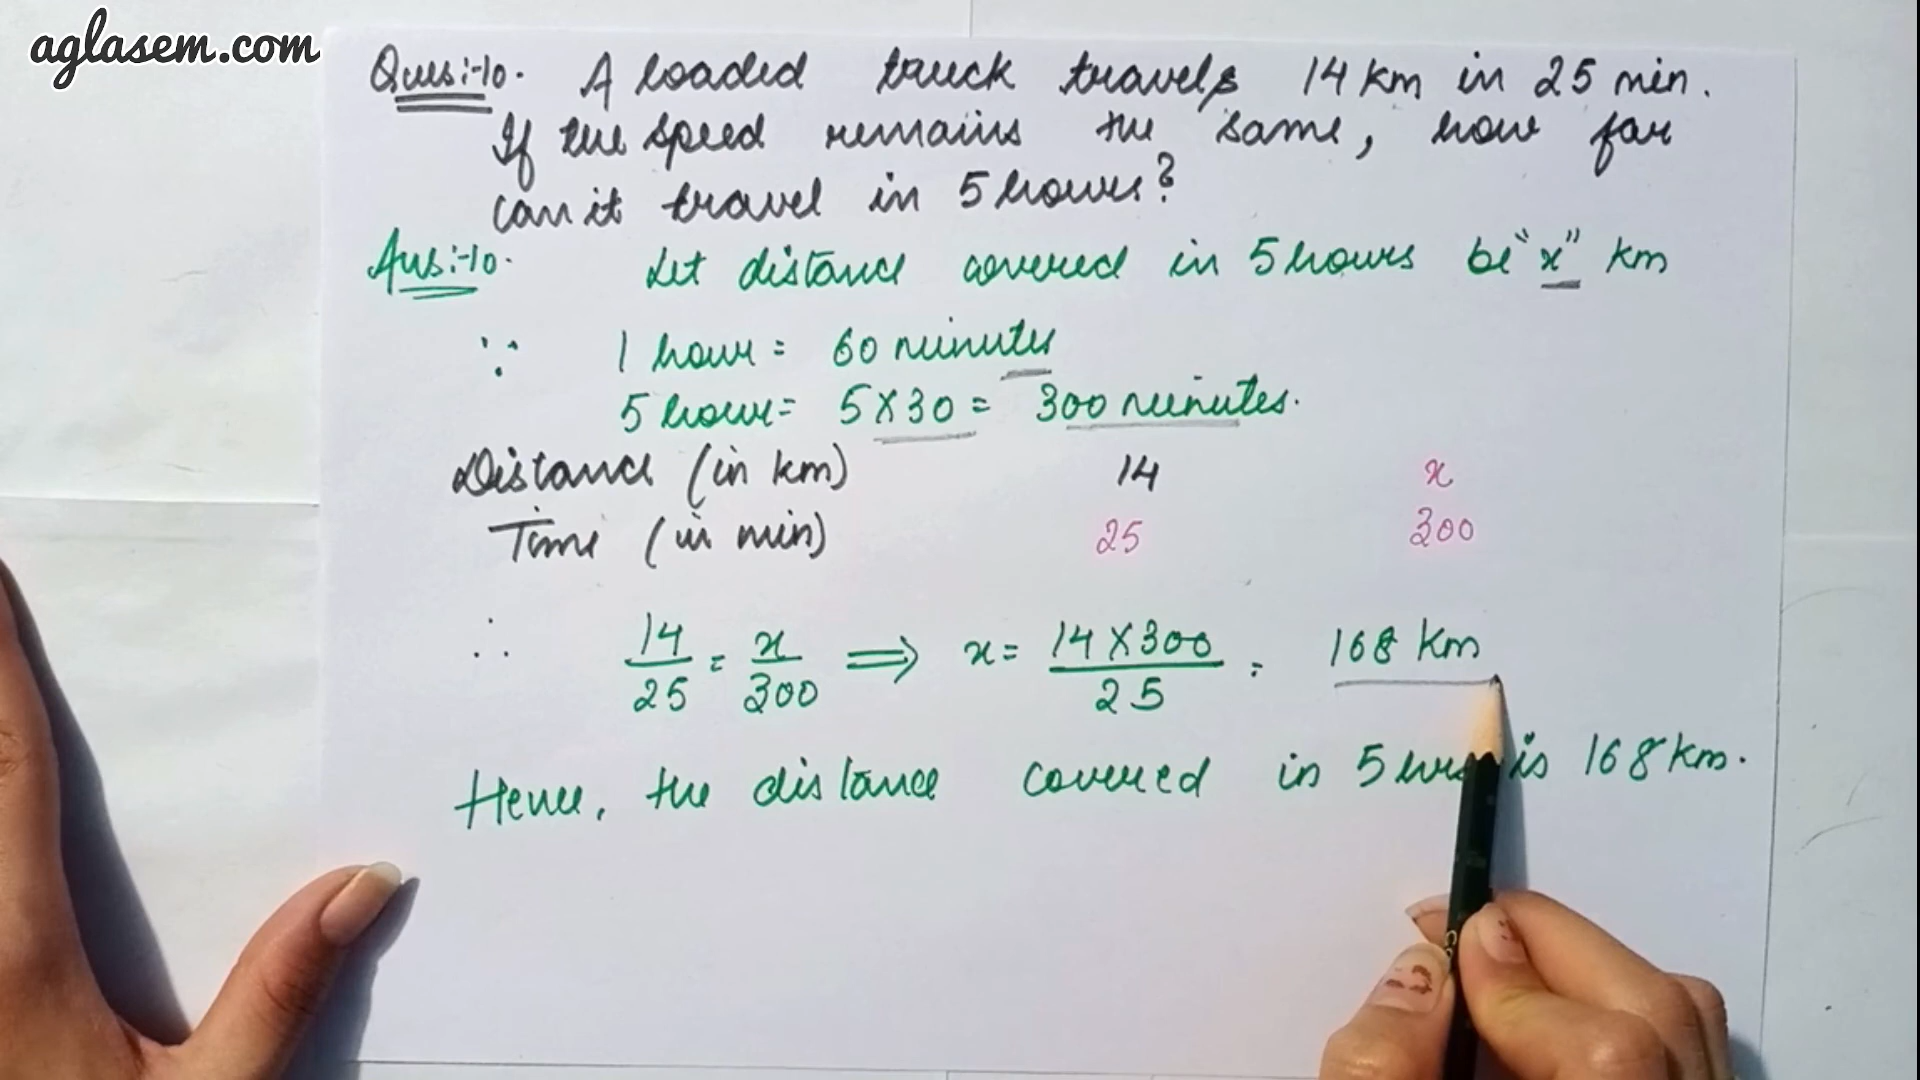 aglasem.com
Ques:-10. A loaded truck travels 14 km in 25 min.
If the speed remains the same, how far
can it travel in 5 hours?
Ans:-10. Let distance covered in 5 hours be "x" km
∵ 1 hour = 60 minutes
5 hour = 5 X 30 = 300 minutes.
Distance (in km) 14 x
Time (in min) 25 300
∴ 14/25 = x/300 ⟹ x = 14 X 300/25 = 168 km
Hence, the distance covered in 5 hrs is 168 km.